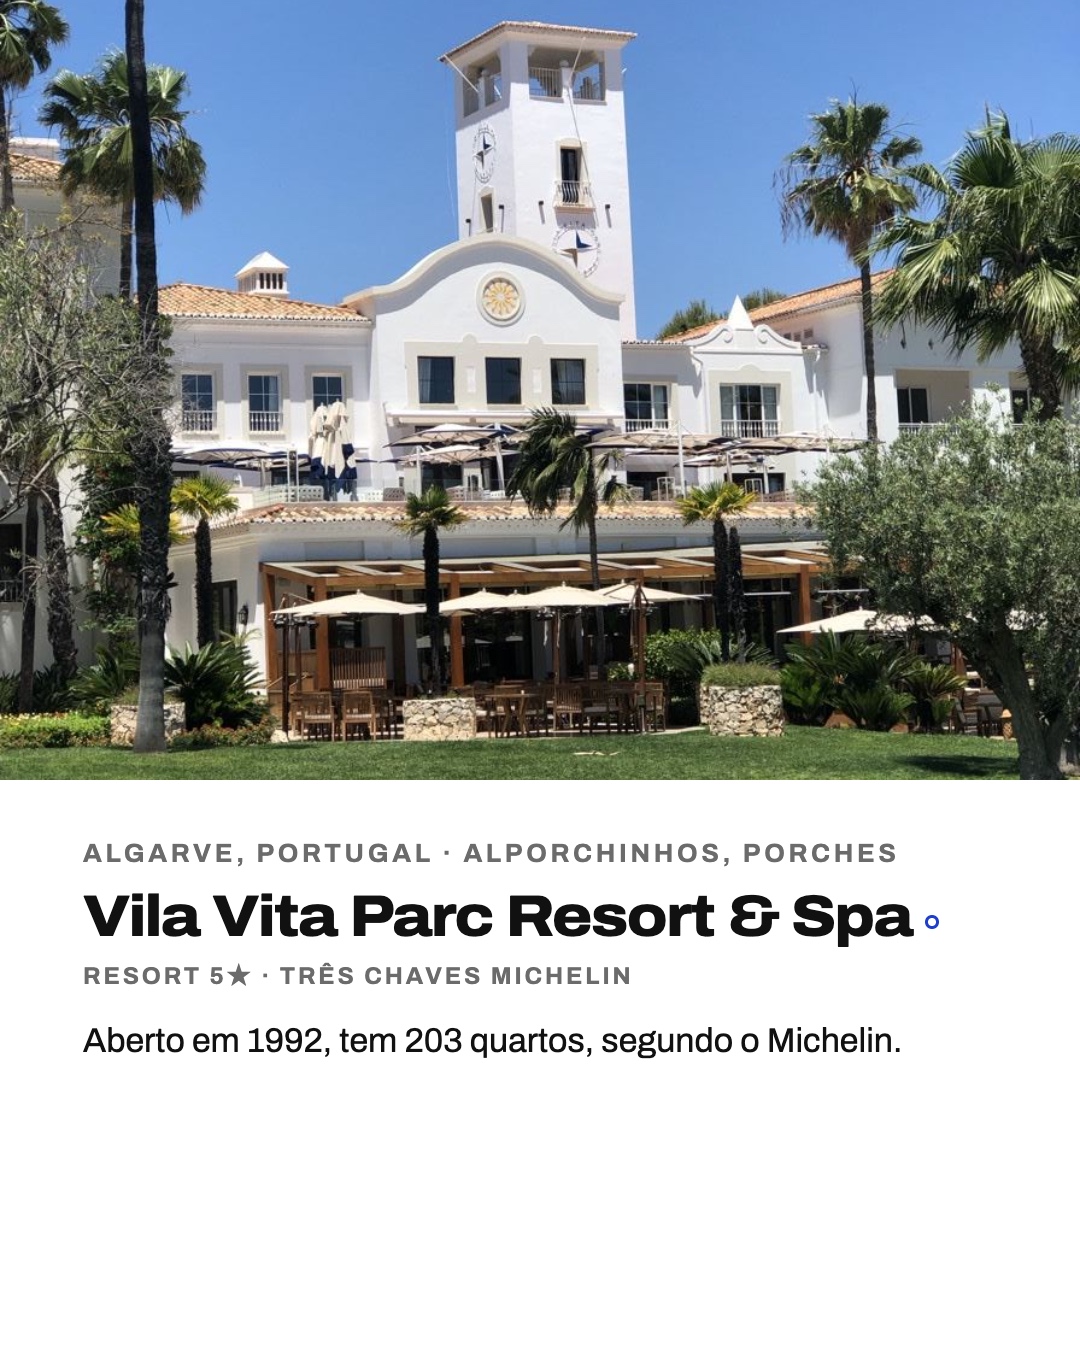 ALGARVE, PORTUGAL · ALPORCHINHOS, PORCHES
Vila Vita Parc Resort & Spa
RESORT 5★ · TRÊS CHAVES MICHELIN
Aberto em 1992, tem 203 quartos, segundo o Michelin.